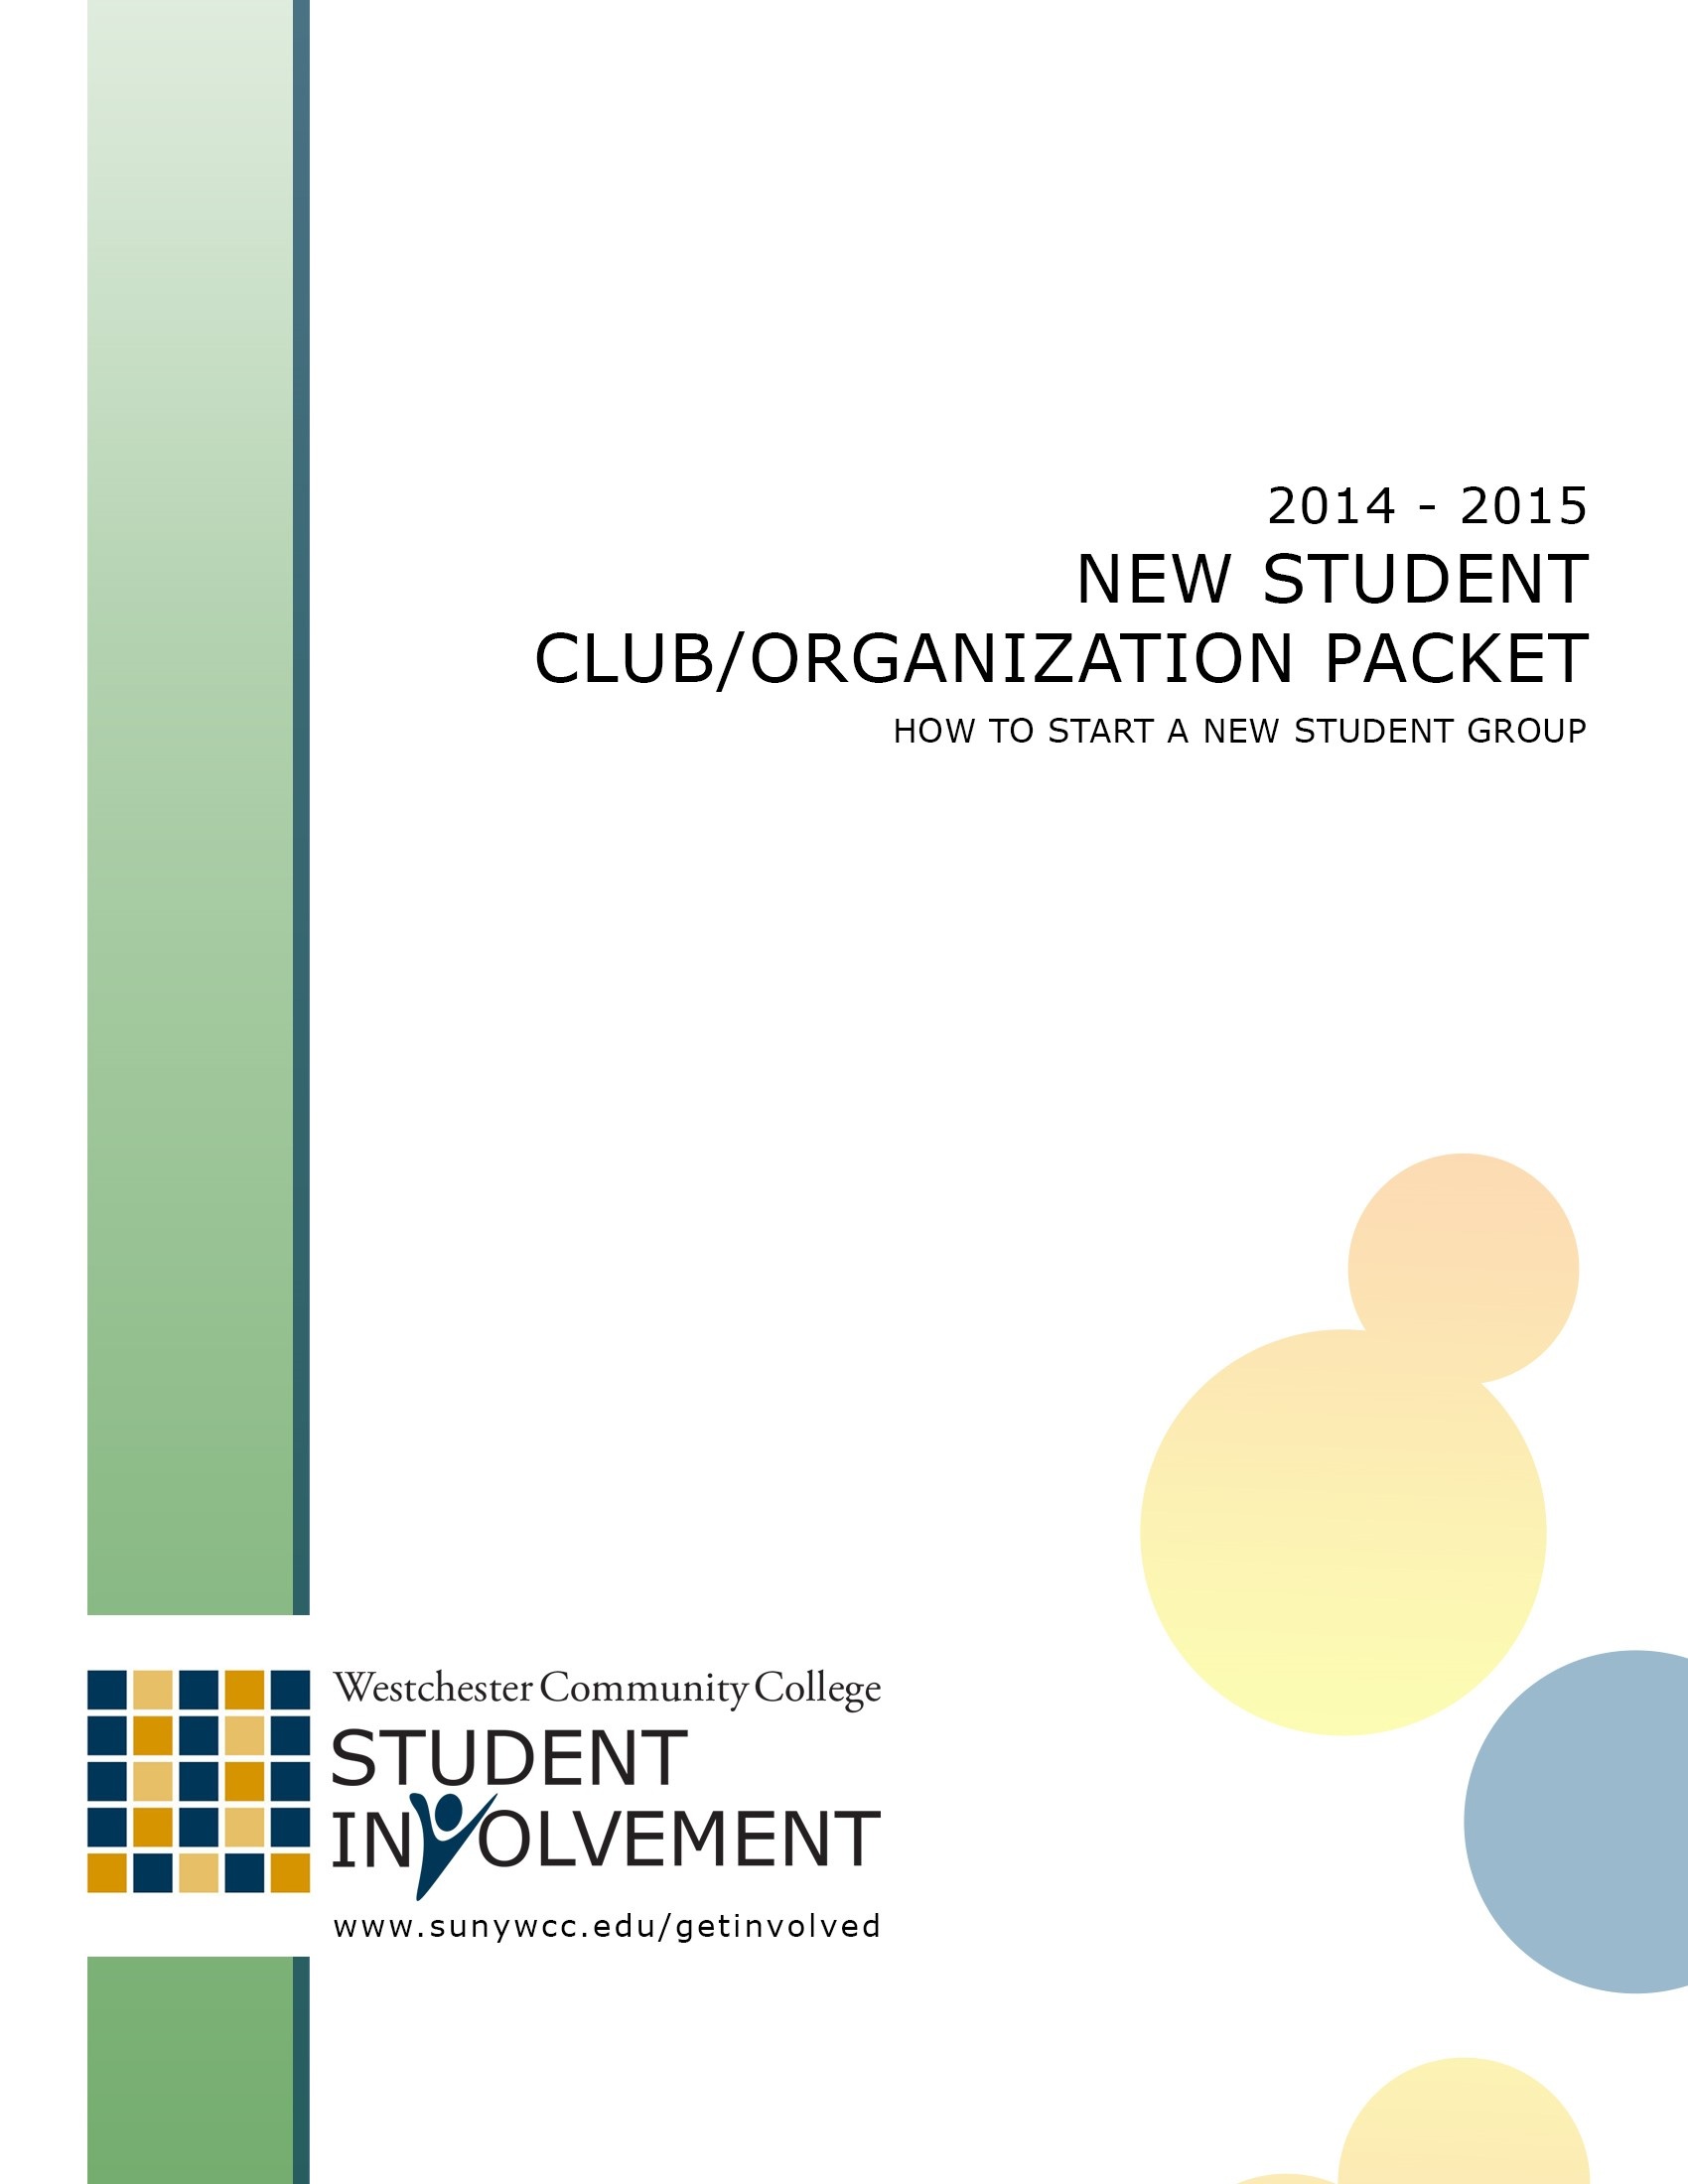 2014 - 2015
NEW STUDENT
CLUB/ORGANIZATION PACKET
HOW TO START A NEW STUDENT GROUP
Westchester Community College
STUDENT
INVOLVEMENT
www.sunywcc.edu/getinvolved